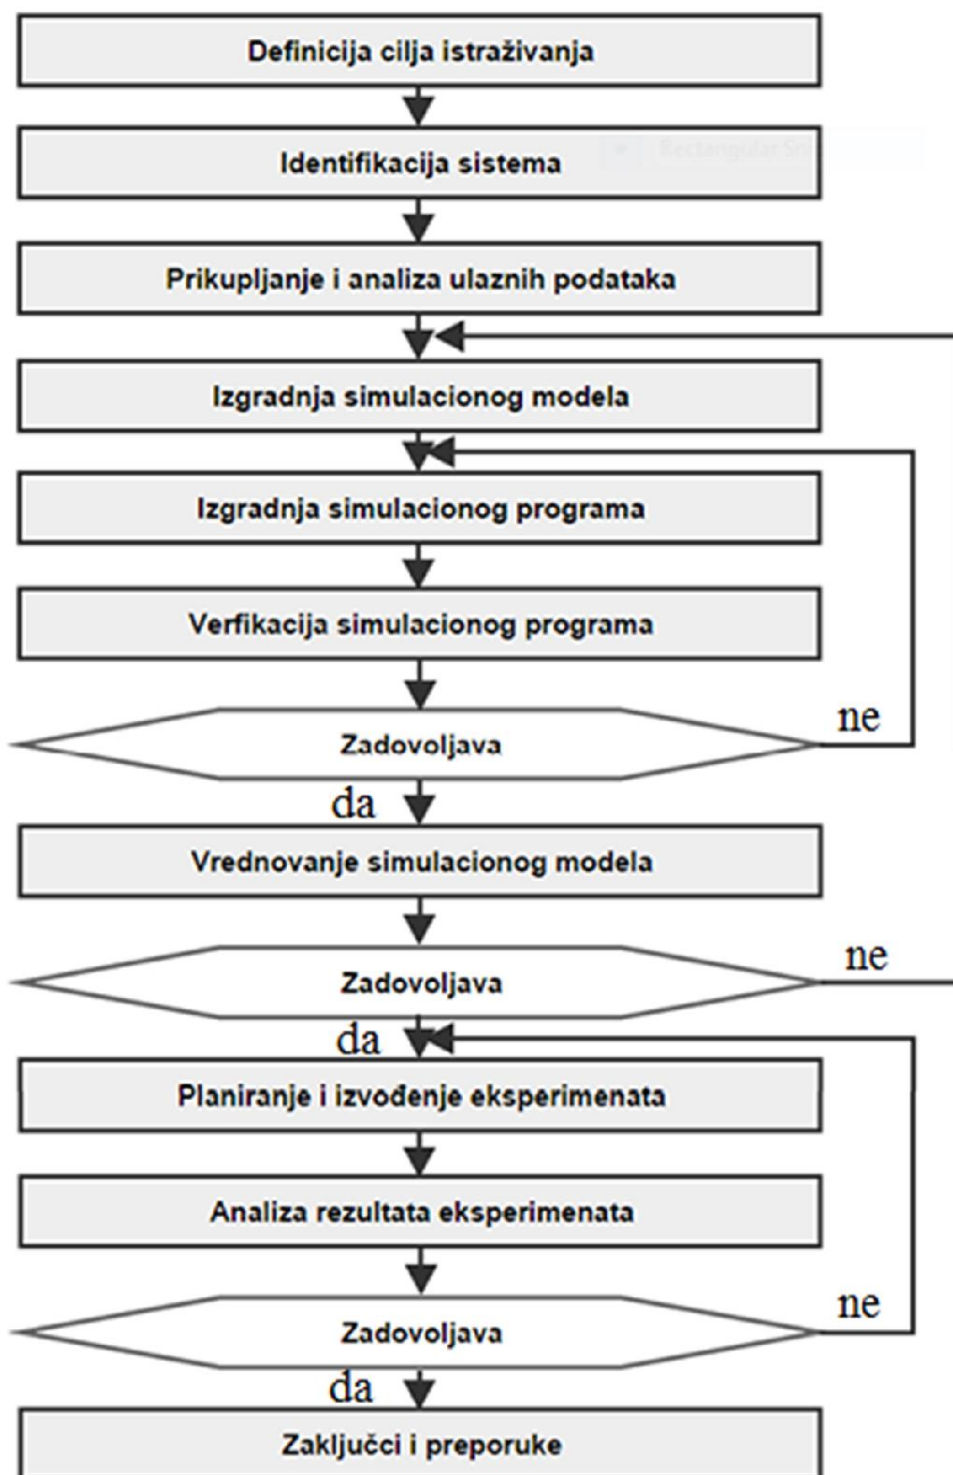 Definicija cilja istraživanja
Rectangular Sni
Identifikacija sistema
Prikupljanje i analiza ulaznih podataka
Izgradnja simulacionog modela
Izgradnja simulacionog programa
Verfikacija simulacionog programa
ne
Zadovoljava
da
Vrednovanje simulacionog modela
ne
Zadovoljava
da
Planiranje i izvođenje eksperimenata
Analiza rezultata eksperimenata
ne
Zadovoljava
da
Zaključci i preporuke